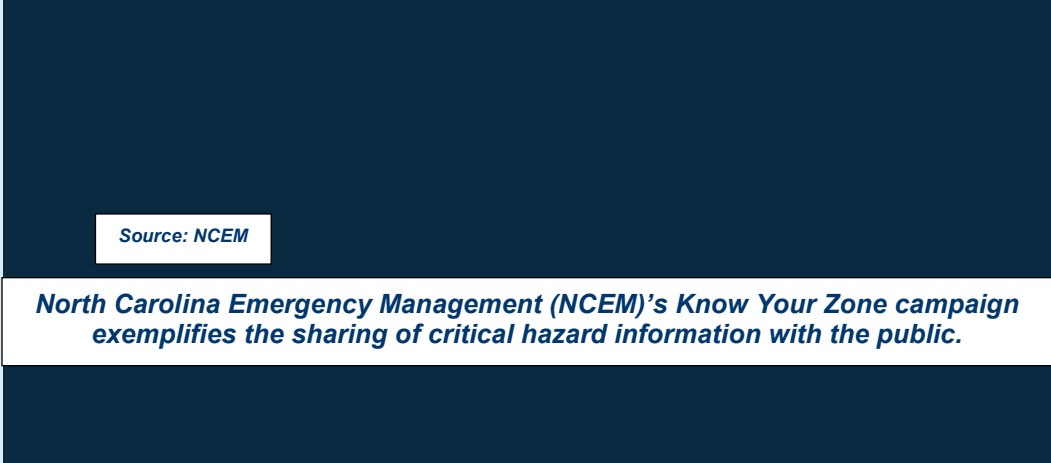 Source: NCEM
North Carolina Emergency Management (NCEM)’s Know Your Zone campaign
exemplifies the sharing of critical hazard information with the public.